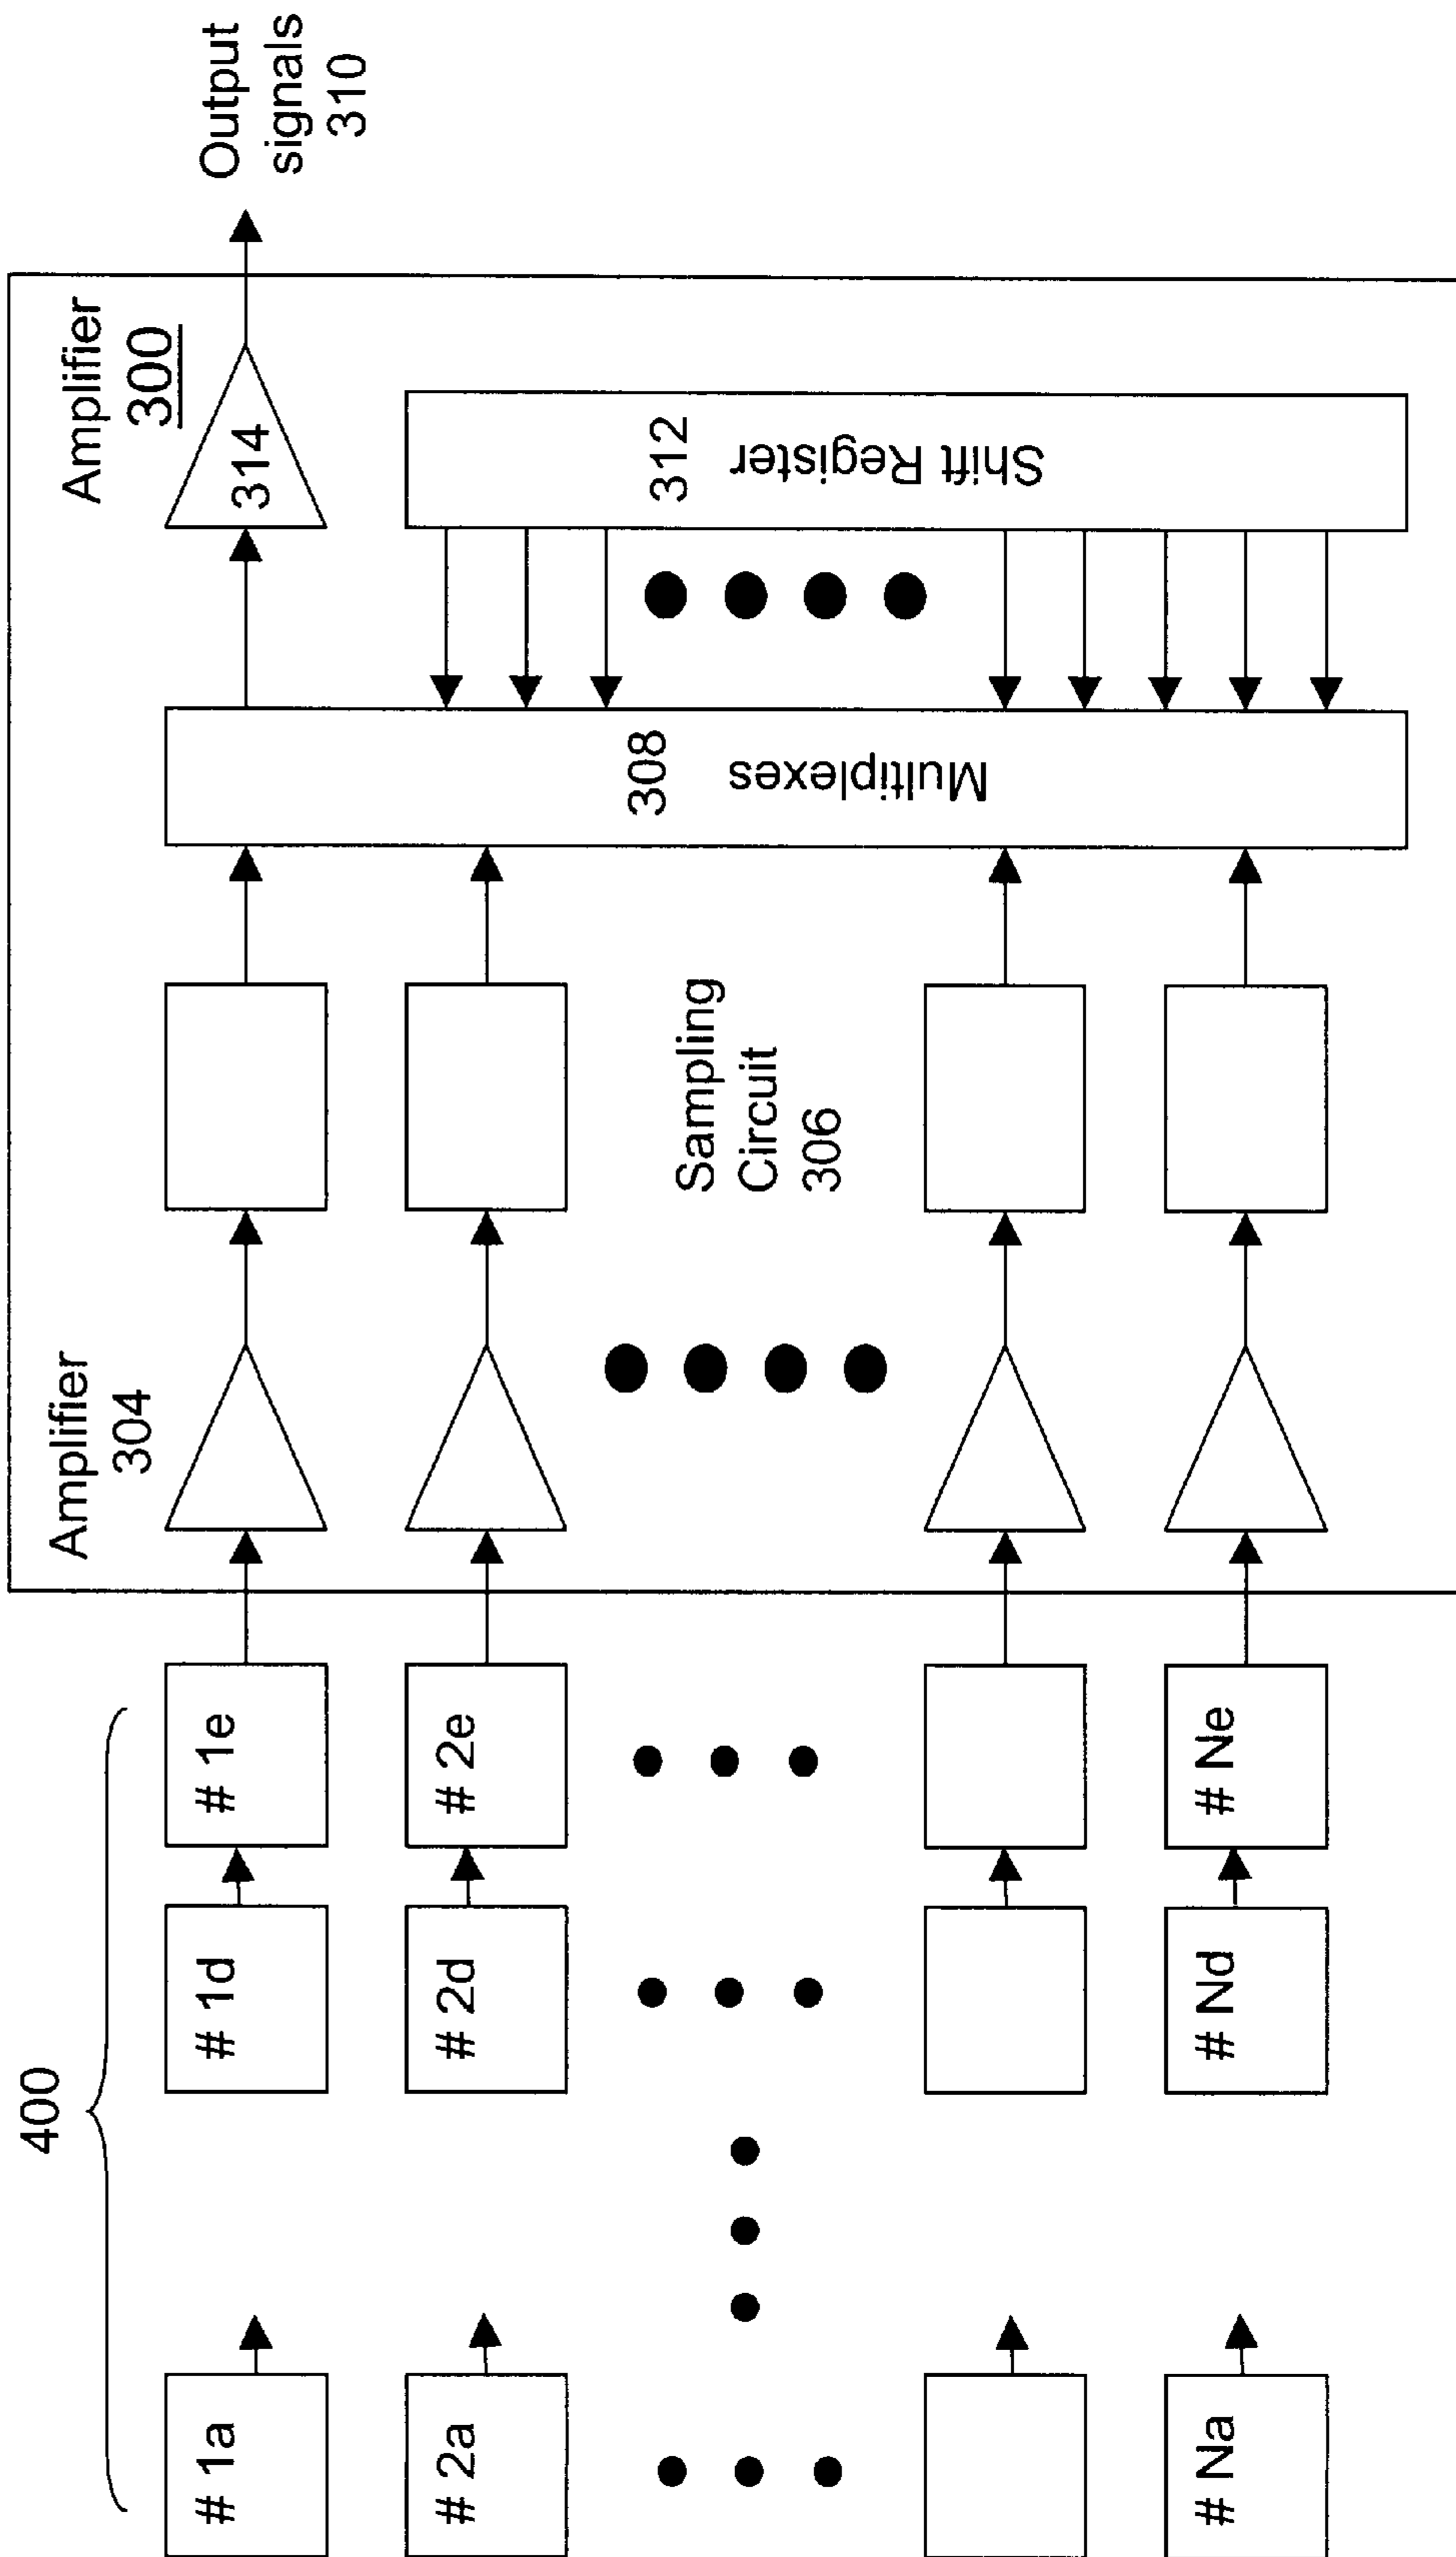 400
# 1a
# 1d
# 1e
# 2a
# 2d
# 2e
# Na
# Nd
# Ne
Amplifier
304
Sampling
Circuit
306
308
Multiplexes
312
Shift Register
Amplifier
300
314
Output
signals
310